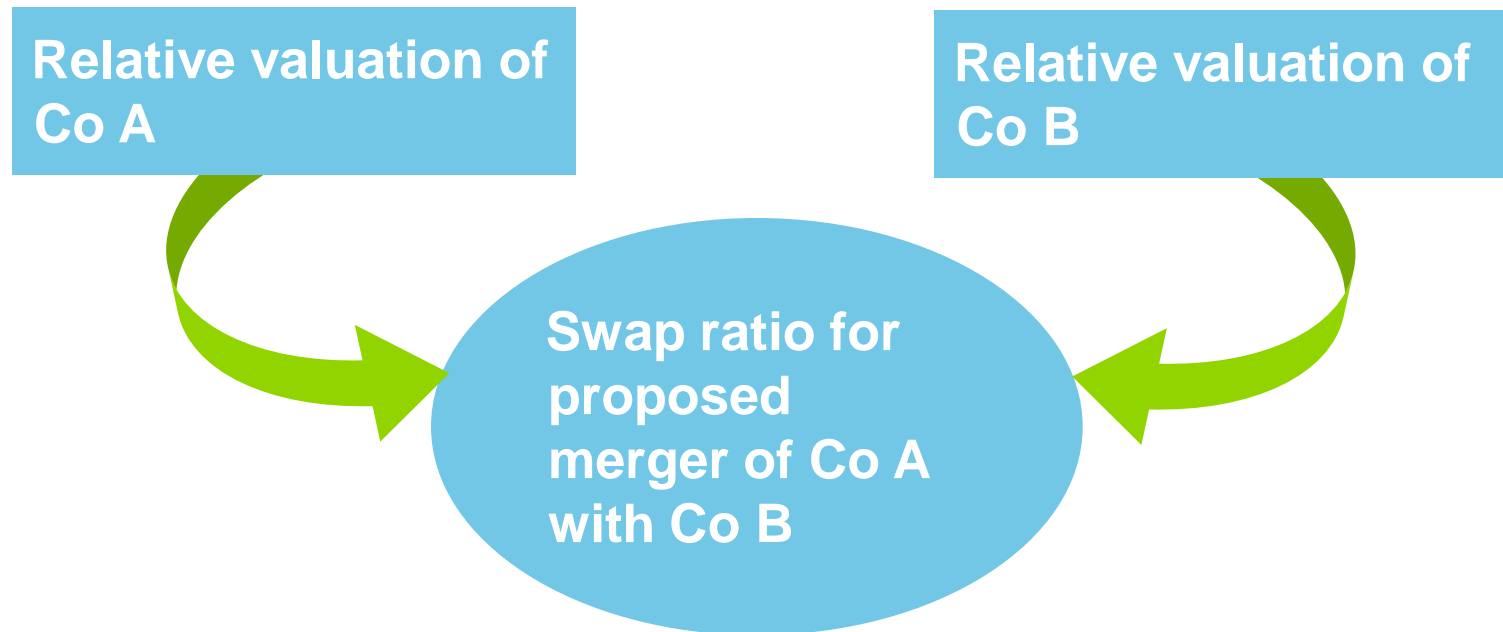 Relative valuation of
Co A
Relative valuation of
Co B
Swap ratio for
proposed
merger of Co A
with Co B